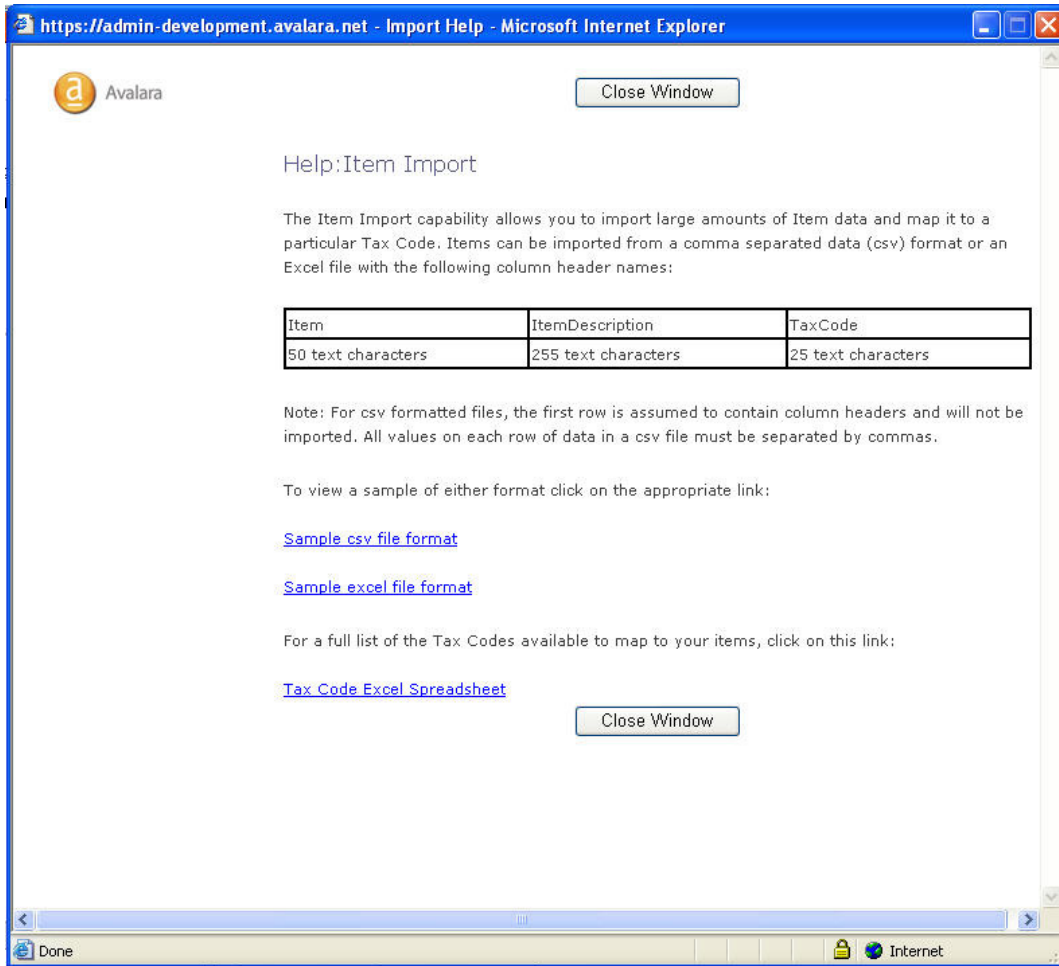 https://admin-development.avalara.net - Import Help - Microsoft Internet Explorer
a Avalara
Close Window
Help:Item Import
The Item Import capability allows you to import large amounts of Item data and map it to a
particular Tax Code. Items can be imported from a comma separated data (csv) format or an
Excel file with the following column header names:
Item ItemDescription TaxCode
50 text characters 255 text characters 25 text characters
Note: For csv formatted files, the first row is assumed to contain column headers and will not be
imported. All values on each row of data in a csv file must be separated by commas.
To view a sample of either format click on the appropriate link:
Sample csv file format
Sample excel file format
For a full list of the Tax Codes available to map to your items, click on this link:
Tax Code Excel Spreadsheet
Close Window
Done Internet